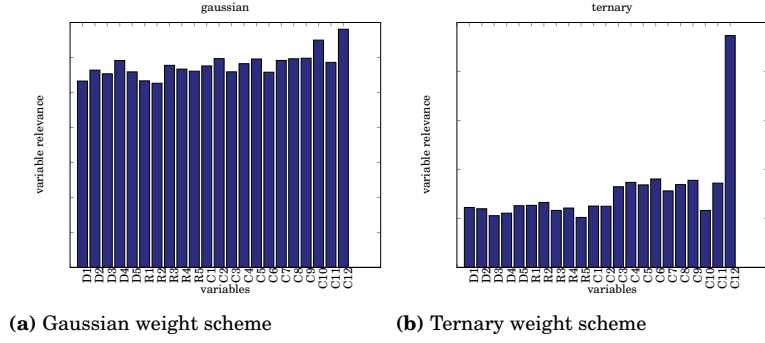 gaussian
variable relevance
D1 D2 D3 D4 D5 R1 R2 R3 R4 R5 C1 C2 C3 C4 C5 C6 C7 C8 C9 C10 C11 C12
variables
(a) Gaussian weight scheme
ternary
variable relevance
D1 D2 D3 D4 D5 R1 R2 R3 R4 R5 C1 C2 C3 C4 C5 C6 C7 C8 C9 C10 C11 C12
variables
(b) Ternary weight scheme